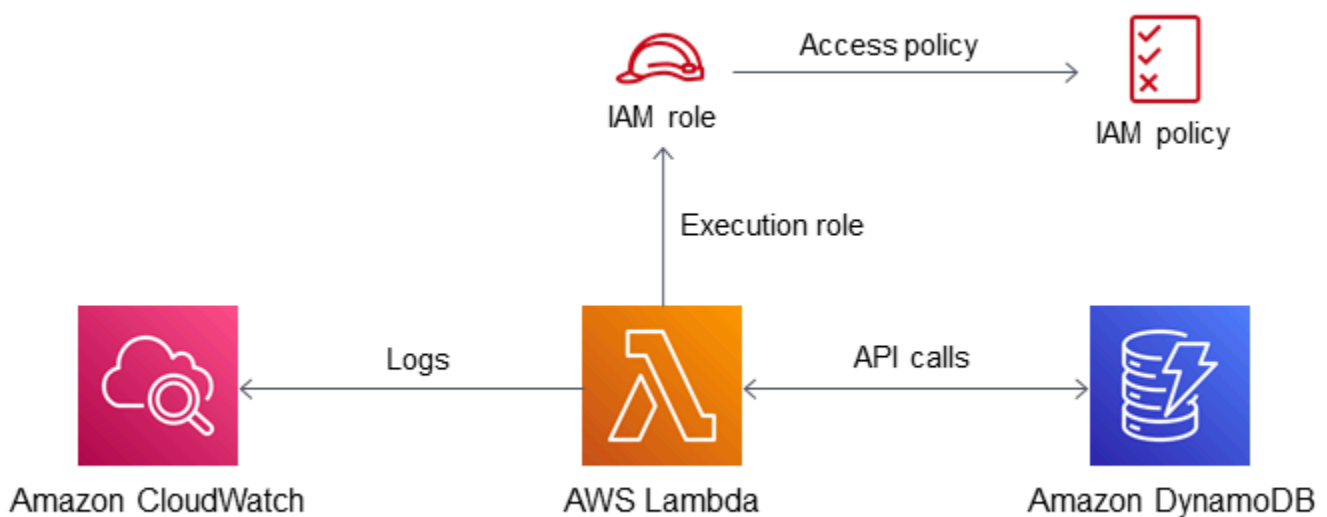 Access policy
IAM role
IAM policy
Execution role
Logs
API calls
Amazon CloudWatch
AWS Lambda
Amazon DynamoDB